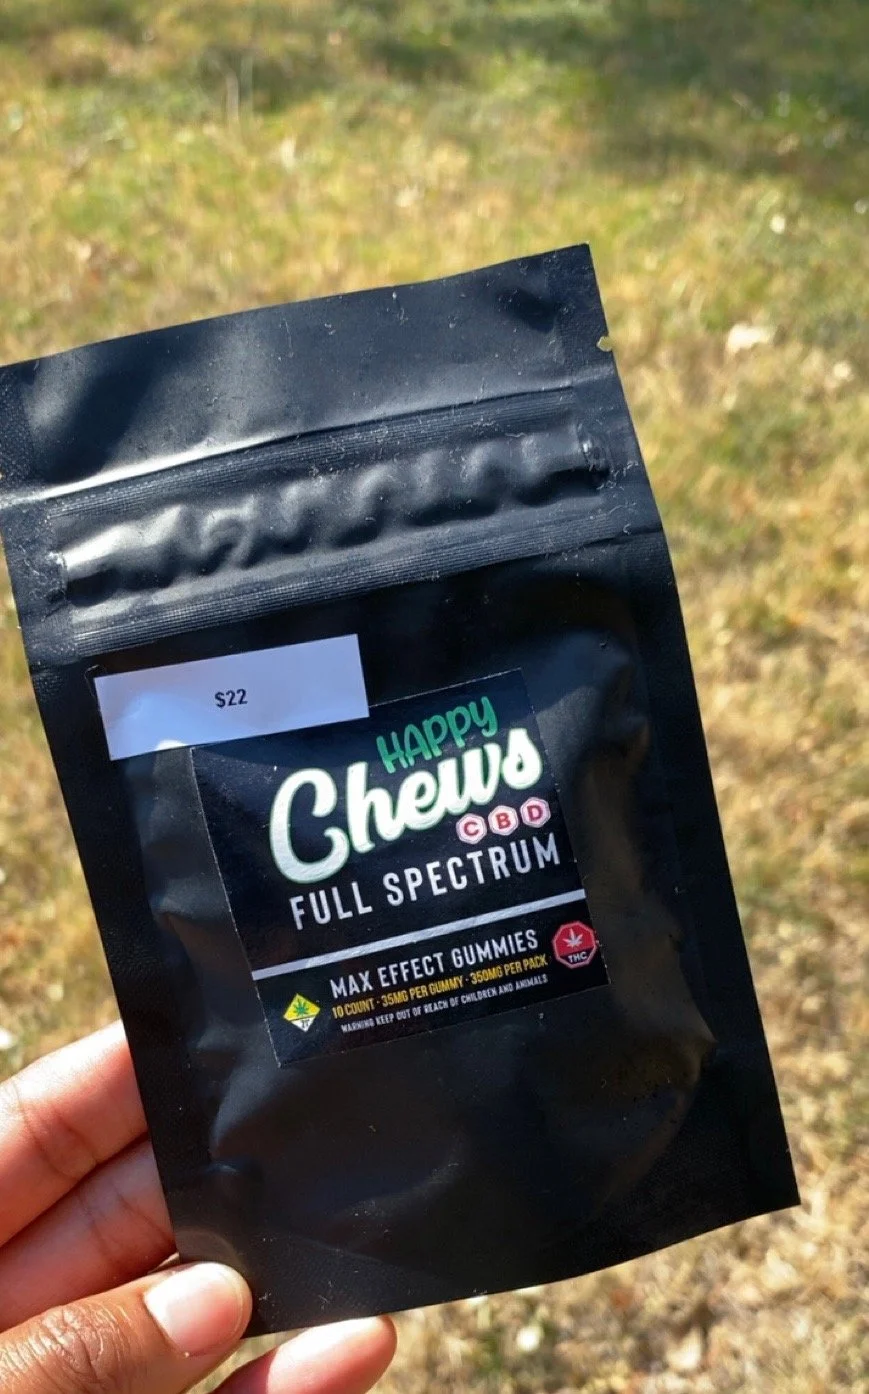 $22
HAPPY
Chews
CBD
FULL SPECTRUM
MAX EFFECT GUMMIES
10 COUNT · 35MG PER GUMMY · 350MG PER PACK
WARNING KEEP OUT OF REACH OF CHILDREN AND ANIMALS
THC